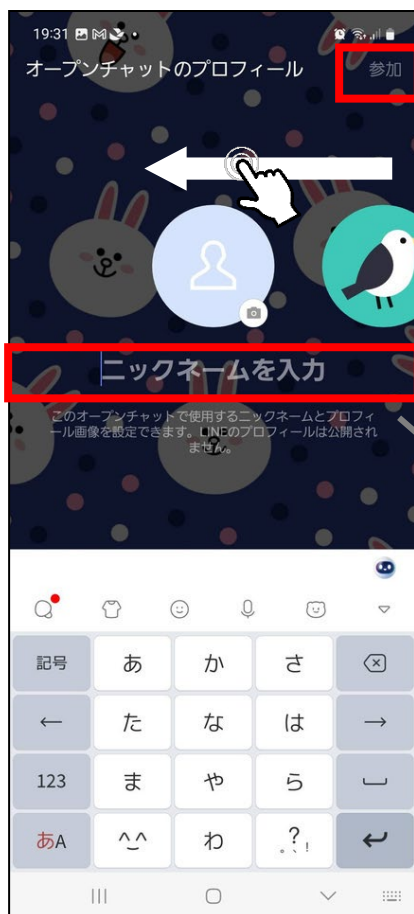 19:31
オープンチャットのプロフィール
参加
ニックネームを入力
このオープンチャットで使用するニックネームとプロフィ
ール画像を設定できます。LINEのプロフィールは公開され
ません。
記号 あ か さ
← た な は →
123 ま や ら
あA ^_^ わ 。、?!